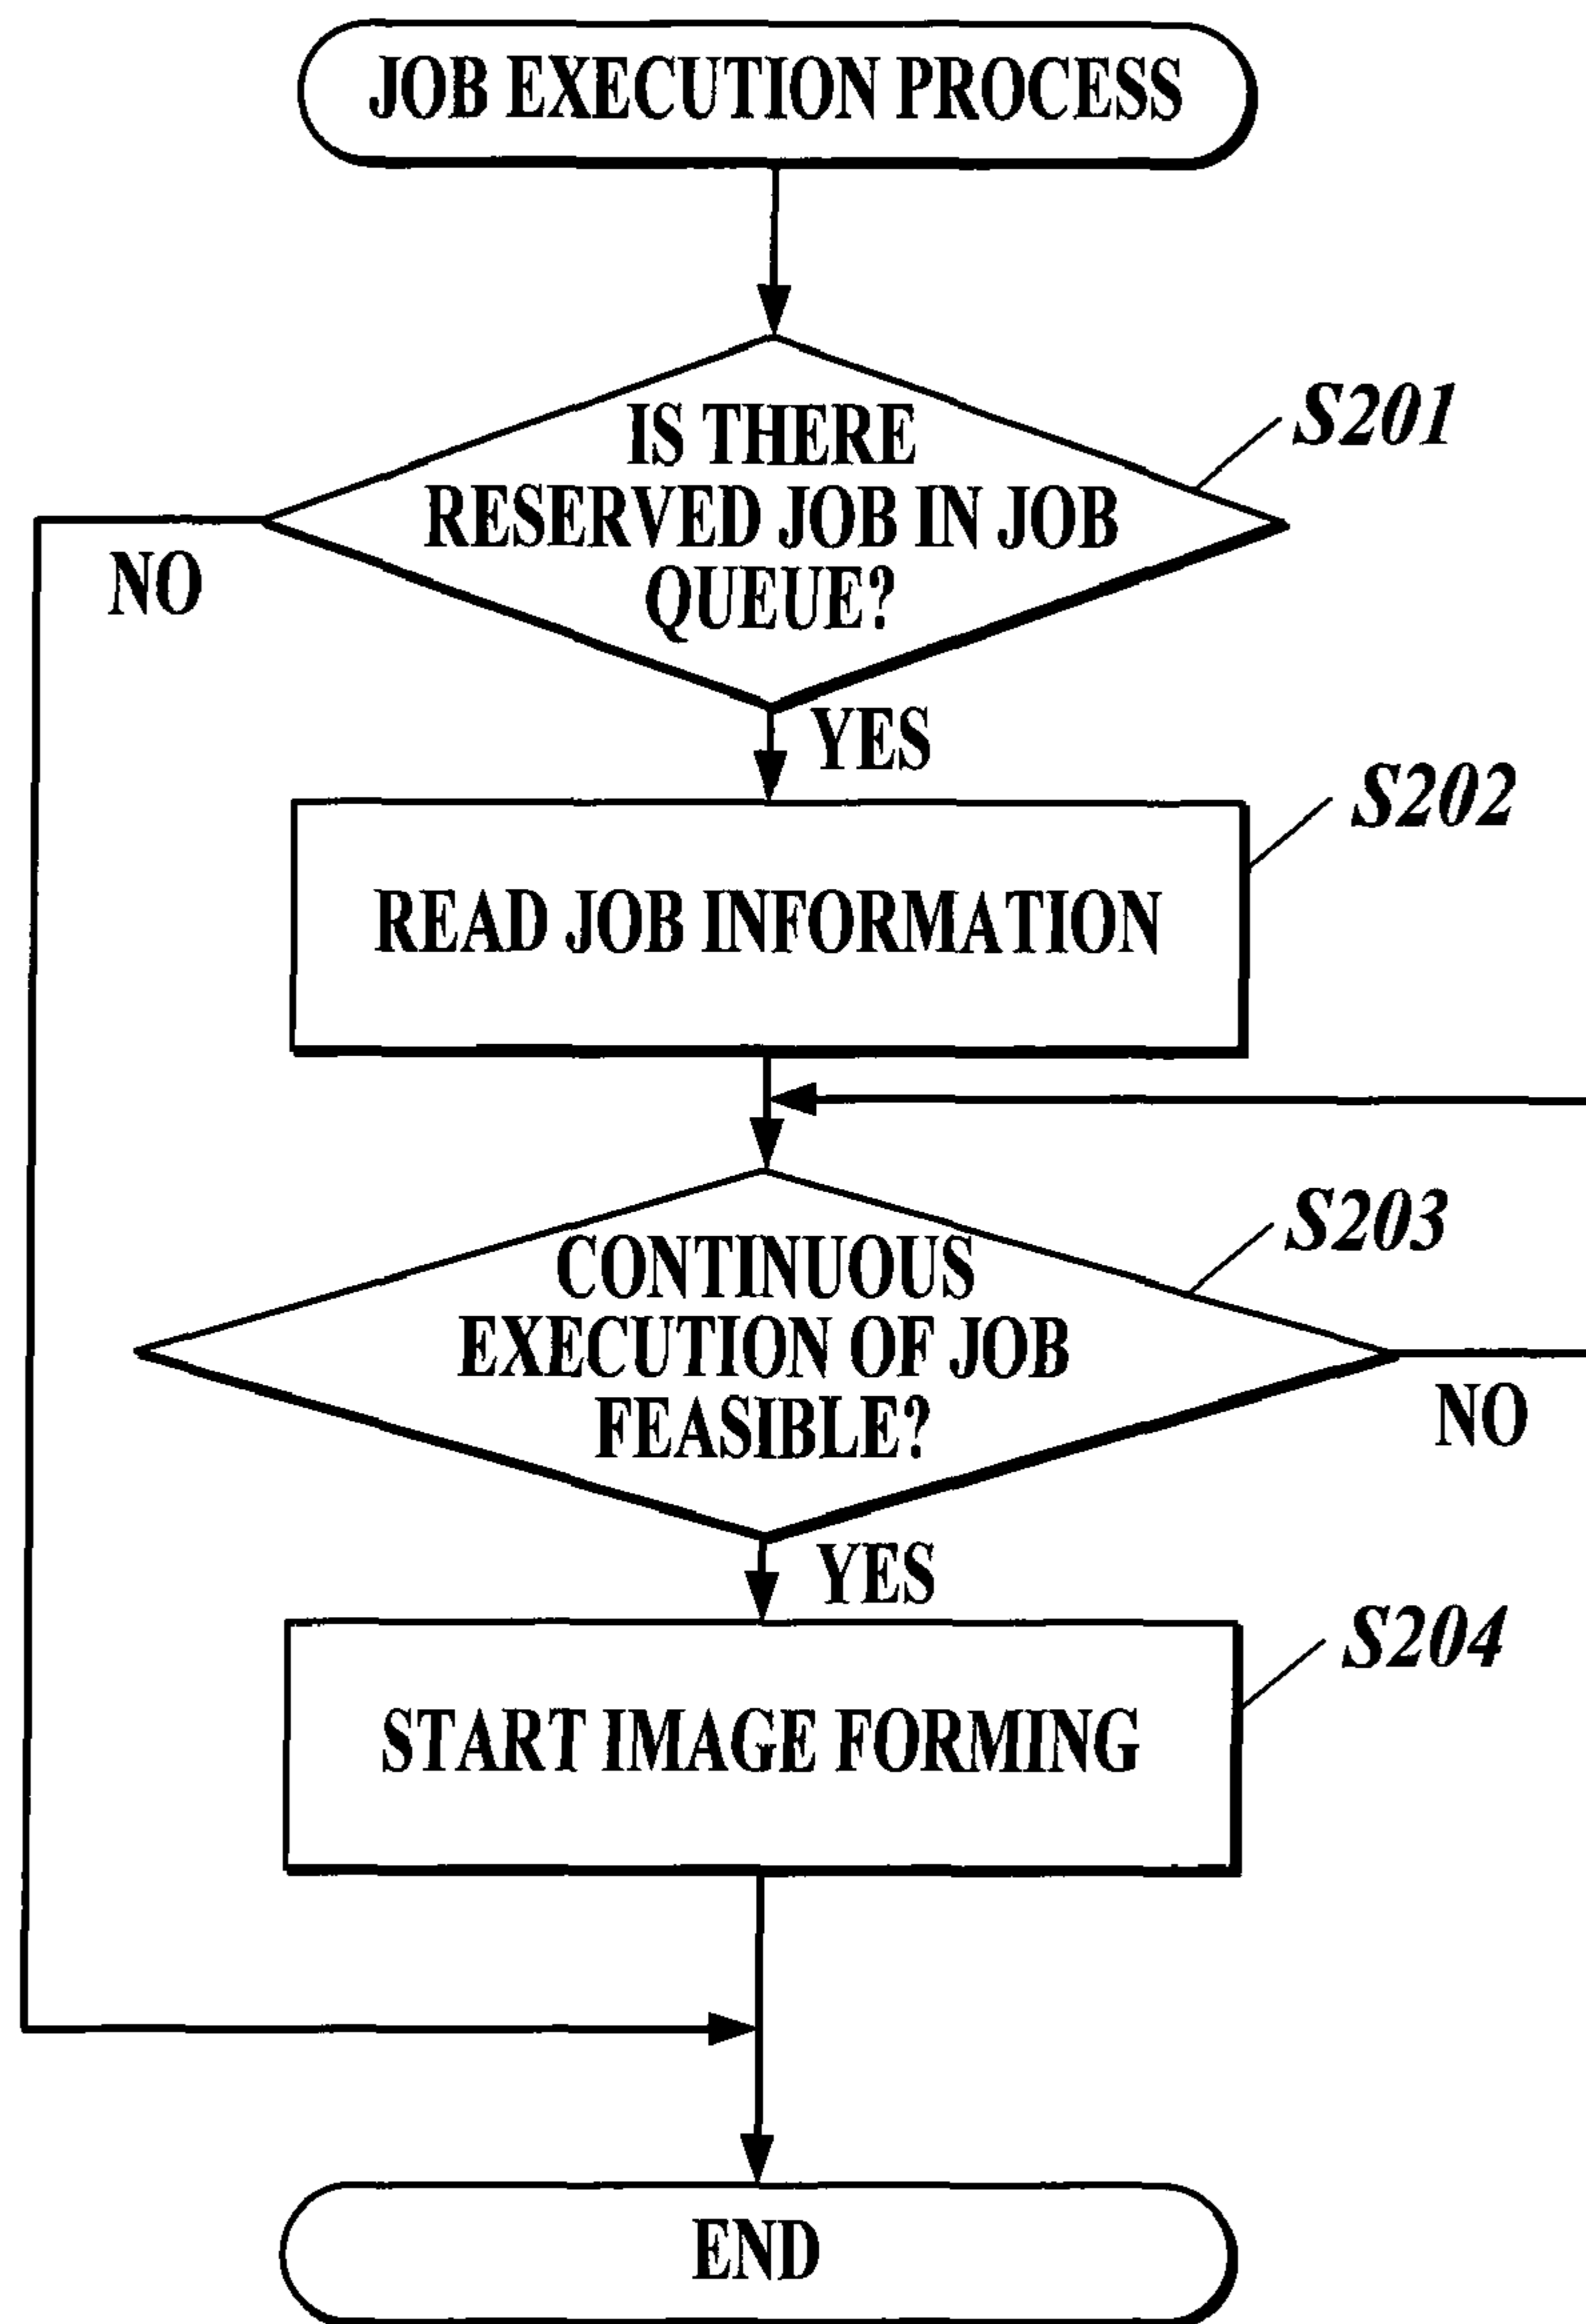 JOB EXECUTION PROCESS
IS THERE
RESERVED JOB IN JOB
QUEUE?
S201
NO
YES
S202
READ JOB INFORMATION
CONTINUOUS
EXECUTION OF JOB
FEASIBLE?
S203
NO
YES
S204
START IMAGE FORMING
END